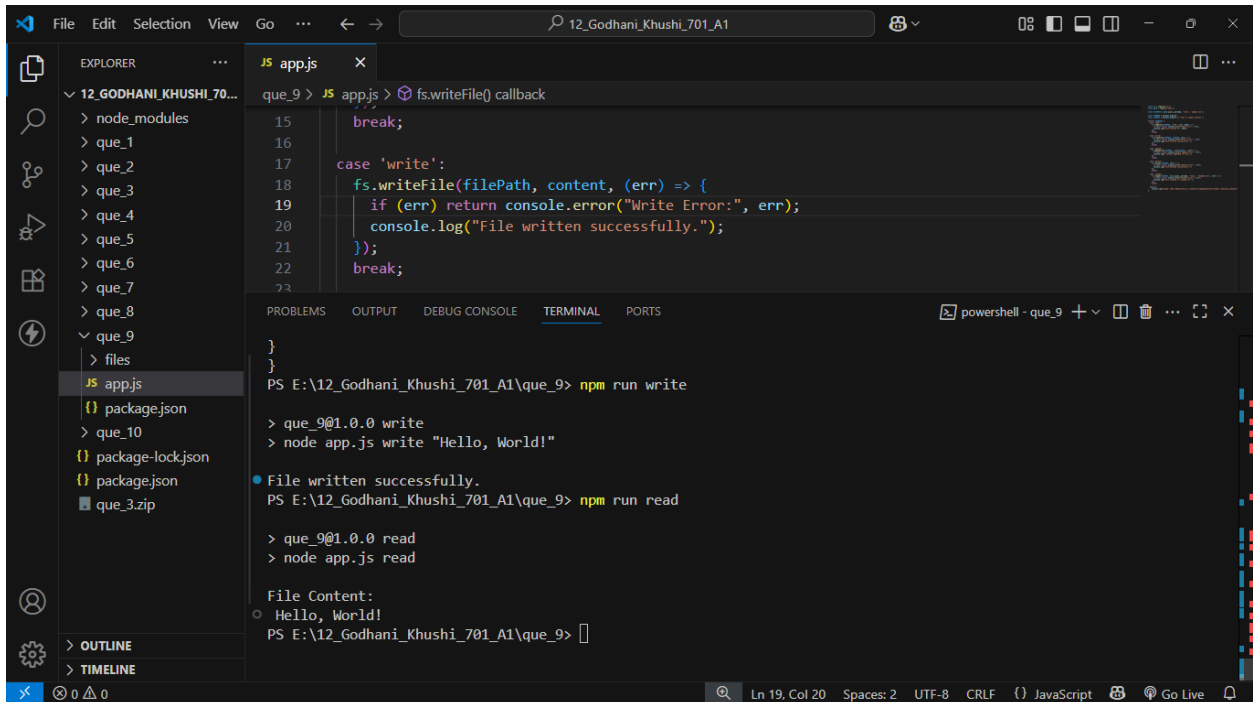 File Edit Selection View Go ··· 12_Godhani_Khushi_701_A1
EXPLORER ···
12_GODHANI_KHUSHI_70...
> node_modules
> que_1
> que_2
> que_3
> que_4
> que_5
> que_6
> que_7
> que_8
que_9
> files
JS app.js
{} package.json
> que_10
{} package-lock.json
{} package.json
que_3.zip
> OUTLINE
> TIMELINE
JS app.js ×
que_9 > JS app.js > fs.writeFile() callback
15 break;
16
17 case 'write':
18 fs.writeFile(filePath, content, (err) => {
19 if (err) return console.error("Write Error:", err);
20 console.log("File written successfully.");
21 });
22 break;
23
PROBLEMS OUTPUT DEBUG CONSOLE TERMINAL PORTS powershell - que_9
}
}
PS E:\12_Godhani_Khushi_701_A1\que_9> npm run write
> que_9@1.0.0 write
> node app.js write "Hello, World!"
File written successfully.
PS E:\12_Godhani_Khushi_701_A1\que_9> npm run read
> que_9@1.0.0 read
> node app.js read
File Content:
Hello, World!
PS E:\12_Godhani_Khushi_701_A1\que_9>
0 0 Ln 19, Col 20 Spaces: 2 UTF-8 CRLF {} JavaScript Go Live